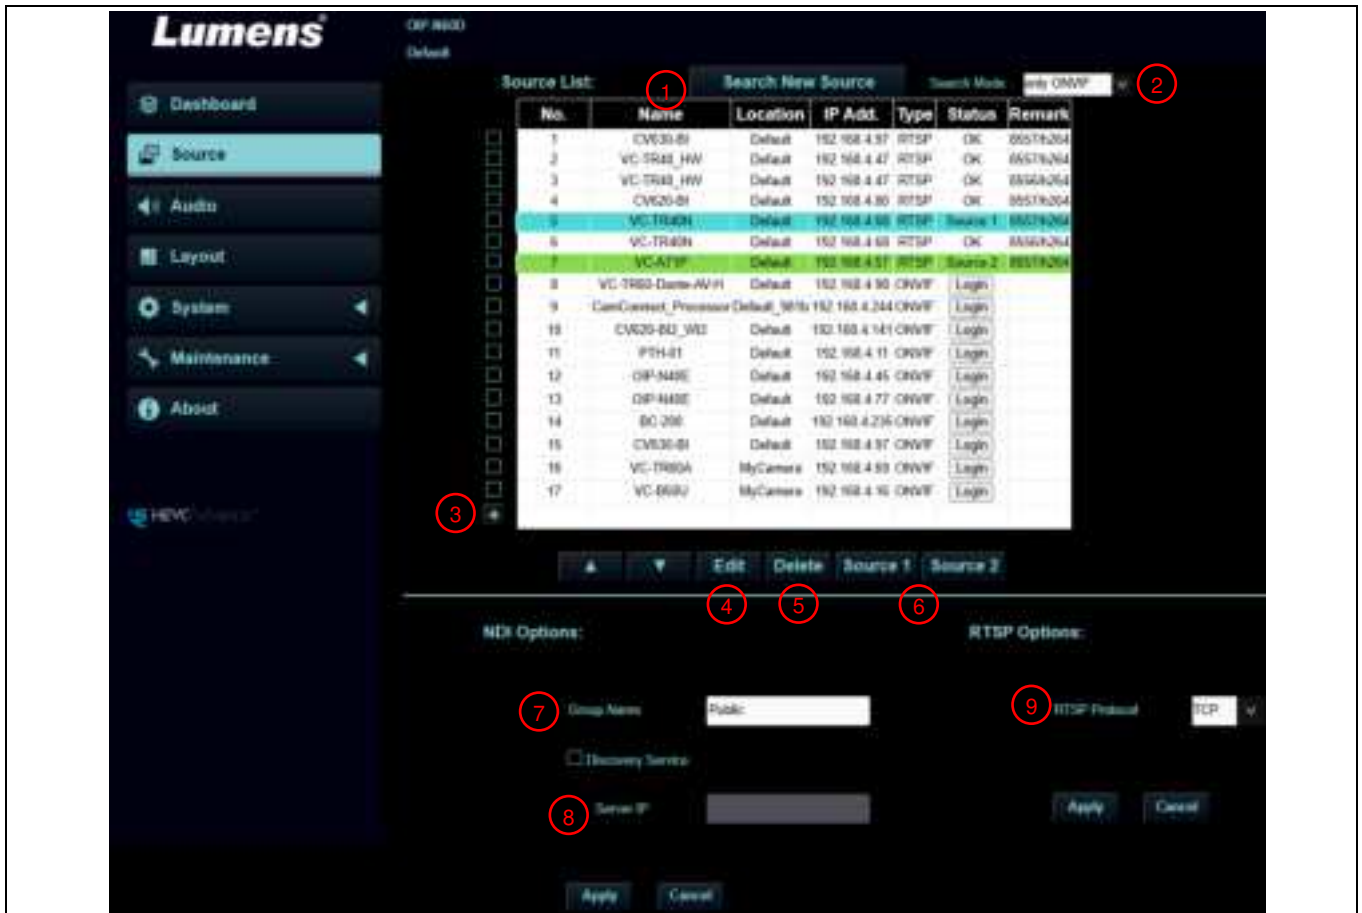 Lumens
OIP-N60D
Default
Source List:
1
Search New Source
Search Mode
only ONVIF
2
Dashboard
Source
Audio
Layout
System
Maintenance
About
No. Name Location IP Add. Type Status Remark
1 CV630-BI Default 192.168.4.97 RTSP OK 8557/h264
2 VC-TR40_HW Default 192.168.4.47 RTSP OK 8557/h264
3 VC-TR40_HW Default 192.168.4.47 RTSP OK 8556/h264
4 CV620-BI Default 192.168.4.80 RTSP OK 8557/h264
5 VC-TR40N Default 192.168.4.68 RTSP Source 1 8557/h264
6 VC-TR40N Default 192.168.4.68 RTSP OK 8556/h264
7 VC-A71P Default 192.168.4.57 RTSP Source 2 8557/h264
8 VC-TR60-Dante-AV-H Default 192.168.4.90 ONVIF Login
9 CamConnect_Processor 192.168.4.244 ONVIF Login
10 Default 192.168.4.141 ONVIF Login
11 PTH-01 Default 192.168.4.11 ONVIF Login
12 OIP-N40E Default 192.168.4.45 ONVIF Login
13 OIP-N40E Default 192.168.4.77 ONVIF Login
14 BC-200 Default 192.168.4.235 ONVIF Login
15 CV630-BI Default 192.168.4.97 ONVIF Login
16 VC-TR60A MyCamera 192.168.4.69 ONVIF Login
17 MyCamera 192.168.4.16 ONVIF Login
3
+
HEVC Advance
▲ ▼ Edit Delete Source 1 Source 2
4 5 6
NDI Options:
RTSP Options:
7 Group Name Public
9 RTSP Protocol TCP
Discovery Service
8 Server IP
Apply Cancel
Apply Cancel